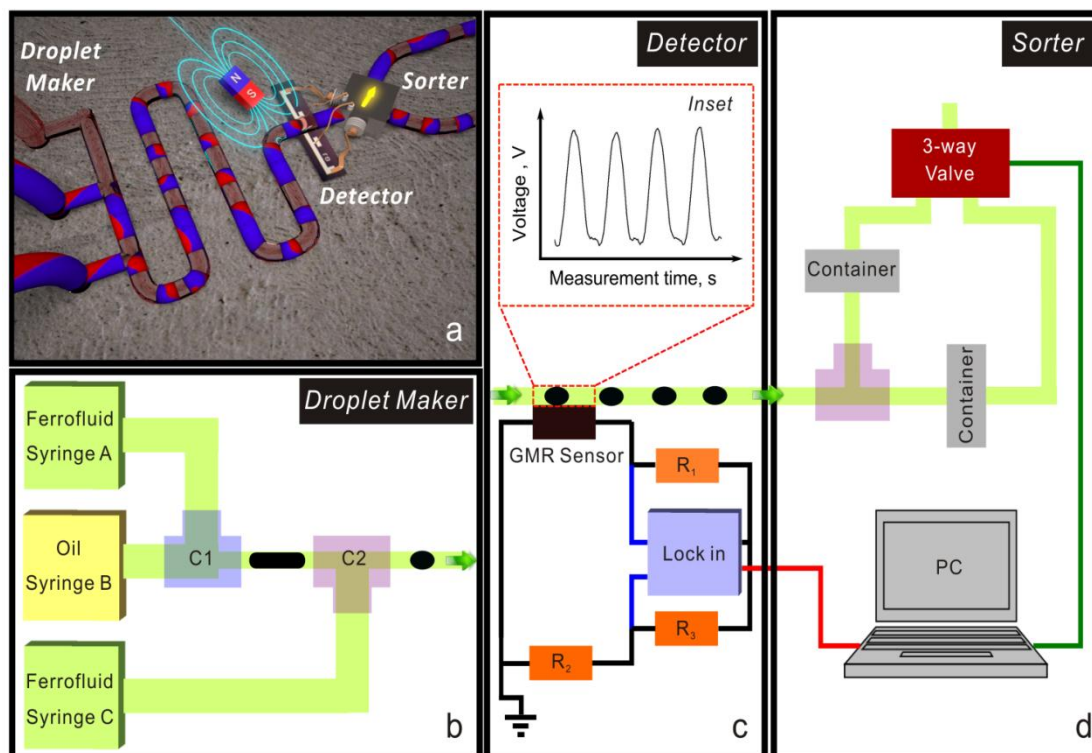 Droplet
Maker
N
S
Sorter
Detector
a
Droplet Maker
Ferrofluid
Syringe A
Oil
Syringe B
Ferrofluid
Syringe C
C1
C2
b
Detector
Inset
Voltage , V
Measurement time, s
GMR Sensor
R1
Lock in
R3
R2
c
Sorter
3-way
Valve
Container
Container
PC
d